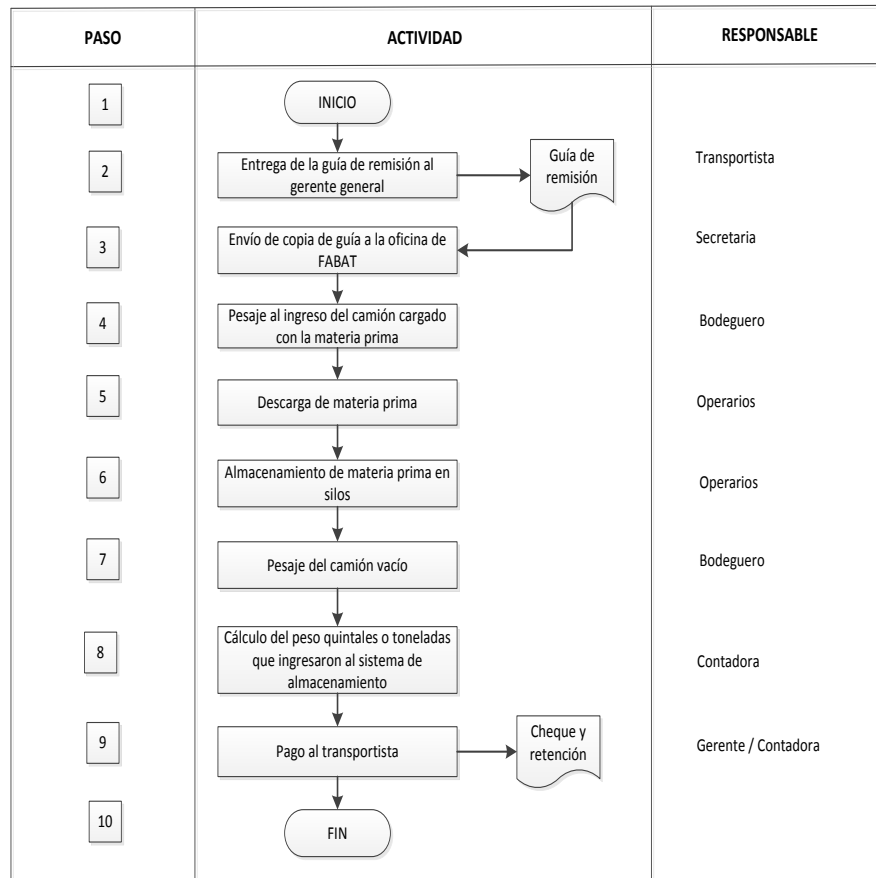 PASO
ACTIVIDAD
RESPONSABLE
1
INICIO
2
Entrega de la guía de remisión al
gerente general
Guía de
remisión
Transportista
3
Envío de copia de guía a la oficina de
FABAT
Secretaria
4
Pesaje al ingreso del camión cargado
con la materia prima
Bodeguero
5
Descarga de materia prima
Operarios
6
Almacenamiento de materia prima en
silos
Operarios
7
Pesaje del camión vacío
Bodeguero
8
Cálculo del peso quintales o toneladas
que ingresaron al sistema de
almacenamiento
Contadora
9
Pago al transportista
Cheque y
retención
Gerente / Contadora
10
FIN